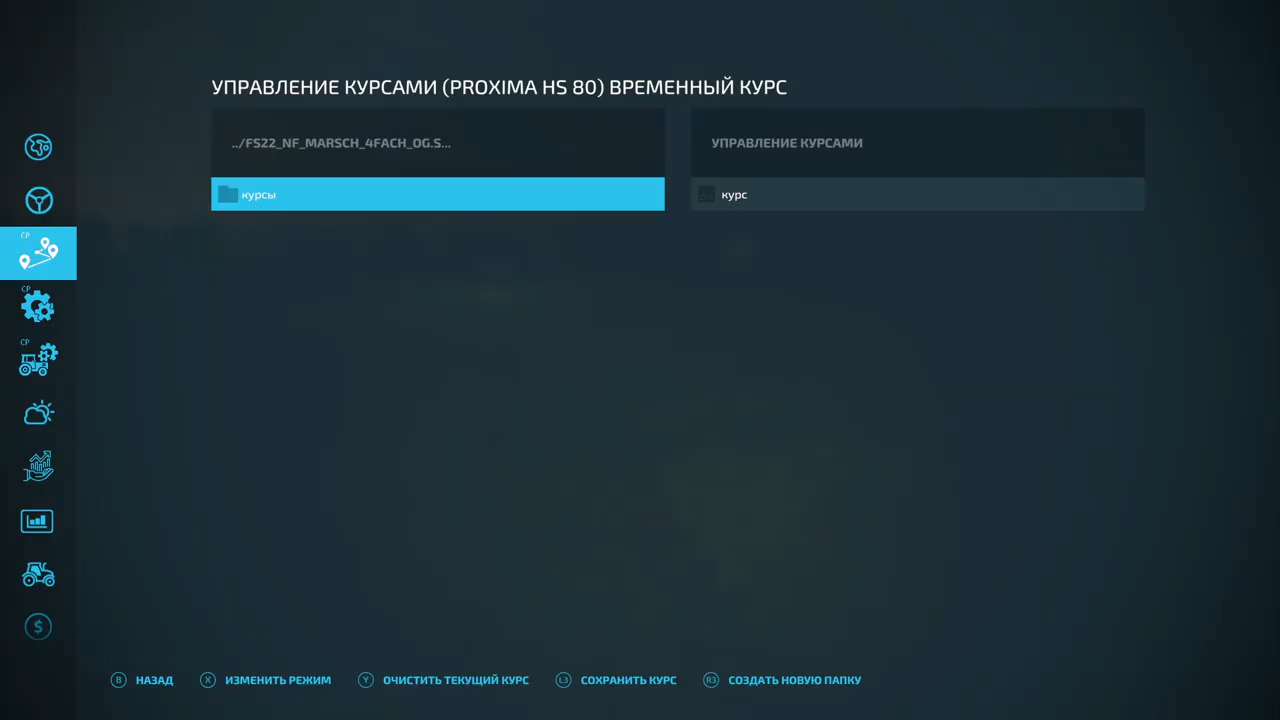 УПРАВЛЕНИЕ КУРСАМИ (PROXIMA HS 80) ВРЕМЕННЫЙ КУРС
../FS22_NF_MARSCH_4FACH_OG.S...
УПРАВЛЕНИЕ КУРСАМИ
курсы
курс
CP
CP
CP
$
B НАЗАД X ИЗМЕНИТЬ РЕЖИМ Y ОЧИСТИТЬ ТЕКУЩИЙ КУРС L3 СОХРАНИТЬ КУРС R3 СОЗДАТЬ НОВУЮ ПАПКУ